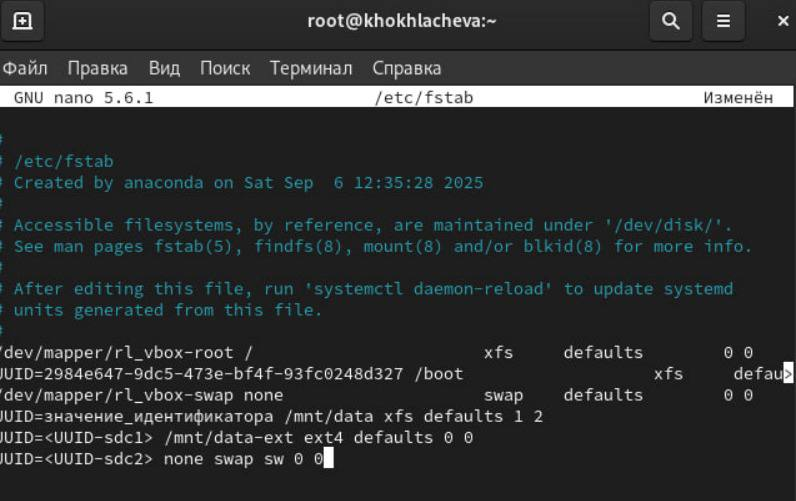 root@khokhlacheva:~
Файл Правка Вид Поиск Терминал Справка
GNU nano 5.6.1 /etc/fstab Изменён
#
# /etc/fstab
# Created by anaconda on Sat Sep  6 12:35:28 2025
#
# Accessible filesystems, by reference, are maintained under '/dev/disk/'.
# See man pages fstab(5), findfs(8), mount(8) and/or blkid(8) for more info.
#
# After editing this file, run 'systemctl daemon-reload' to update systemd
# units generated from this file.
#
/dev/mapper/rl_vbox-root / xfs defaults 0 0
UUID=2984e647-9dc5-473e-bf4f-93fc0248d327 /boot xfs defau>
/dev/mapper/rl_vbox-swap none swap defaults 0 0
UUID=значение_идентификатора /mnt/data xfs defaults 1 2
UUID=<UUID-sdc1> /mnt/data-ext ext4 defaults 0 0
UUID=<UUID-sdc2> none swap sw 0 0